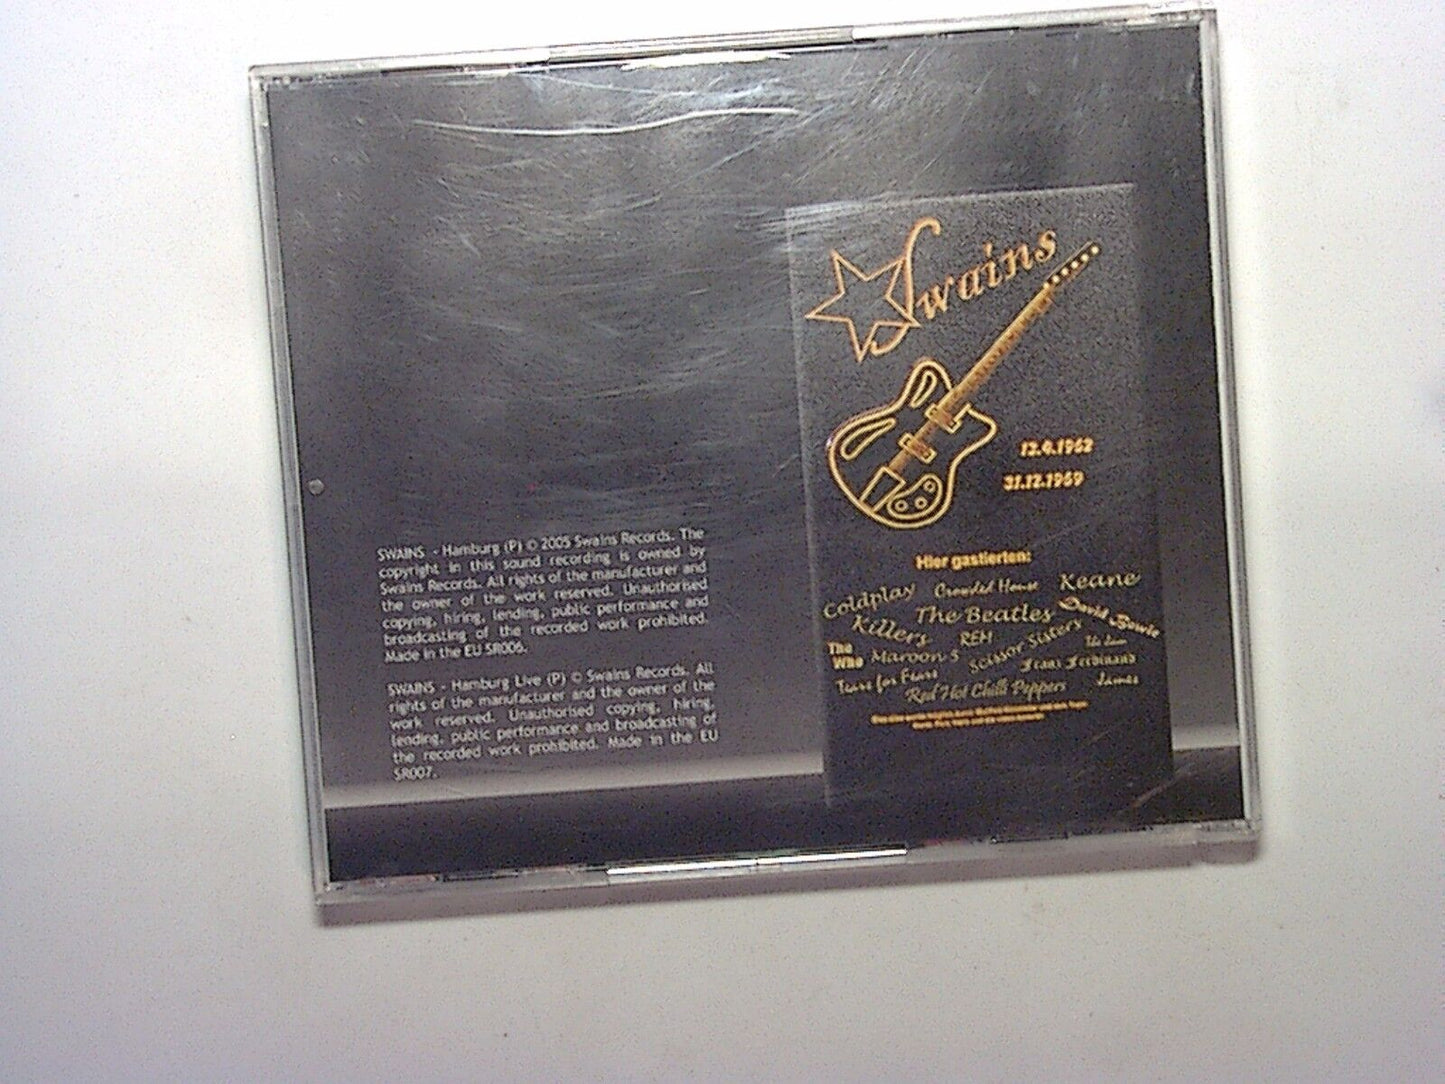 SWAINS - Hamburg (P) © 2005 Swains Records. The
copyright in this sound recording is owned by
Swains Records. All rights of the manufacturer and
the owner of the work reserved. Unauthorised
copying, hiring, lending, public performance and
broadcasting of the recorded work prohibited.
Made in the EU SR006.
SWAINS - Hamburg Live (P) © Swains Records. All
rights of the manufacturer and the owner of the
work reserved. Unauthorised copying, hiring,
lending, public performance and broadcasting of
the recorded work prohibited. Made in the EU
SR007.
Swains
13.4.1962
31.12.1969
Hier gastierten:
Coldplay Crowded House Keane
The Beatles David Bowie
Killers REM
The Who Maroon 5 Scissor Sisters
Tears for Fears Franz Ferdinand
Red Hot Chilli Peppers James